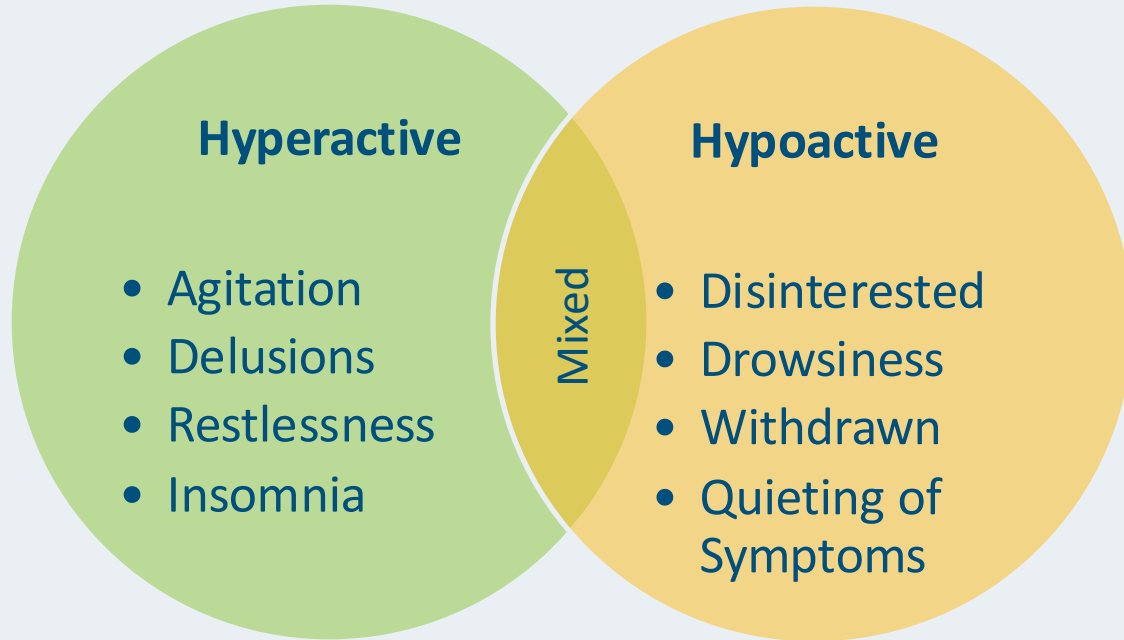 Hyperactive
• Agitation
• Delusions
• Restlessness
• Insomnia
Mixed
Hypoactive
• Disinterested
• Drowsiness
• Withdrawn
• Quieting of
Symptoms